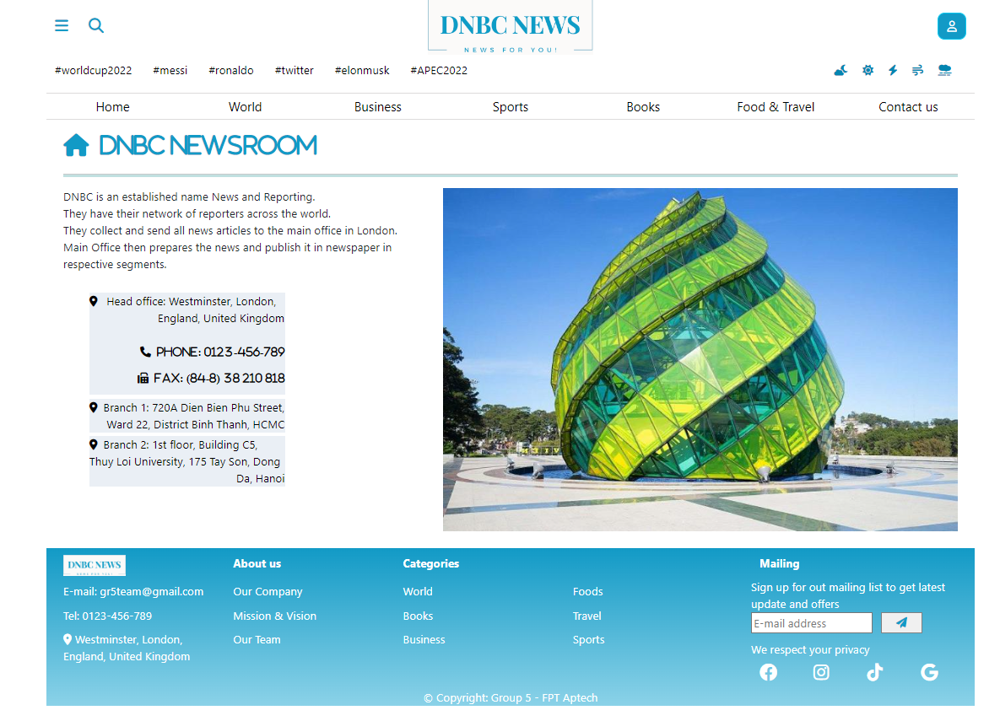 DNBC NEWS
NEWS FOR YOU!
#worldcup2022 #messi #ronaldo #twitter #elonmusk #APEC2022
Home World Business Sports Books Food & Travel Contact us
DNBC NEWSROOM
DNBC is an established name News and Reporting.
They have their network of reporters across the world.
They collect and send all news articles to the main office in London.
Main Office then prepares the news and publish it in newspaper in
respective segments.
Head office: Westminster, London,
England, United Kingdom
PHONE: 0123-456-789
FAX: (84-8) 38 210 818
Branch 1: 720A Dien Bien Phu Street,
Ward 22, District Binh Thanh, HCMC
Branch 2: 1st floor, Building C5,
Thuy Loi University, 175 Tay Son, Dong
Da, Hanoi
DNBC NEWS
NEWS FOR YOU!
E-mail: gr5team@gmail.com
Tel: 0123-456-789
Westminster, London,
England, United Kingdom
About us
Our Company
Mission & Vision
Our Team
Categories
World
Books
Business
Foods
Travel
Sports
Mailing
Sign up for out mailing list to get latest
update and offers
E-mail address
We respect your privacy
© Copyright: Group 5 - FPT Aptech